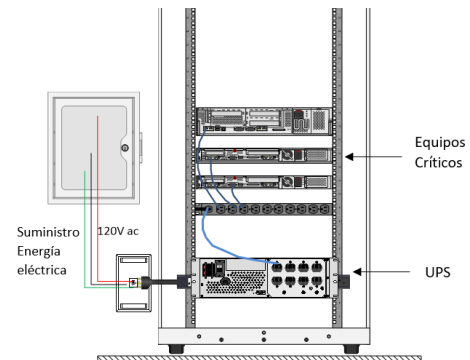 Equipos
Críticos
Suministro
Energía
eléctrica
120V ac
UPS